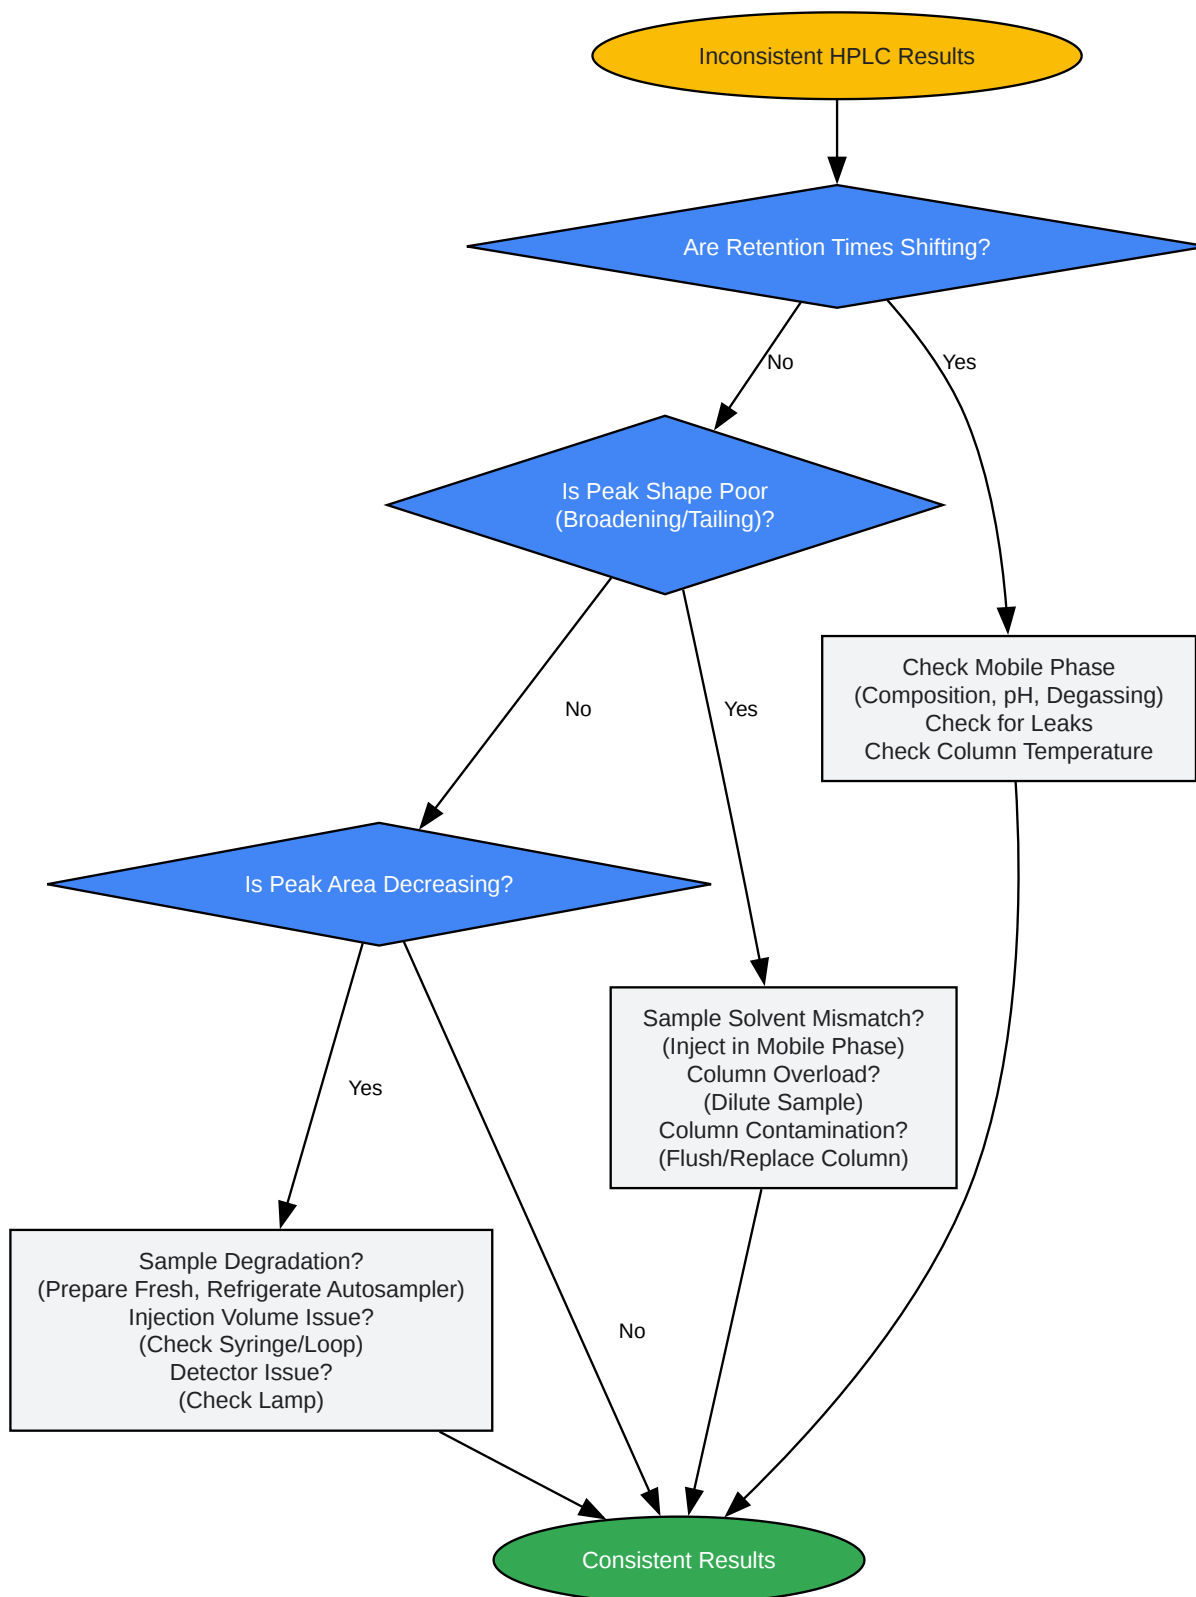 Inconsistent HPLC Results
Are Retention Times Shifting?
No
Yes
Is Peak Shape Poor
(Broadening/Tailing)?
Check Mobile Phase
(Composition, pH, Degassing)
Check for Leaks
Check Column Temperature
No
Yes
Is Peak Area Decreasing?
Sample Solvent Mismatch?
(Inject in Mobile Phase)
Column Overload?
(Dilute Sample)
Column Contamination?
(Flush/Replace Column)
Yes
Sample Degradation?
(Prepare Fresh, Refrigerate Autosampler)
Injection Volume Issue?
(Check Syringe/Loop)
Detector Issue?
(Check Lamp)
No
Consistent Results